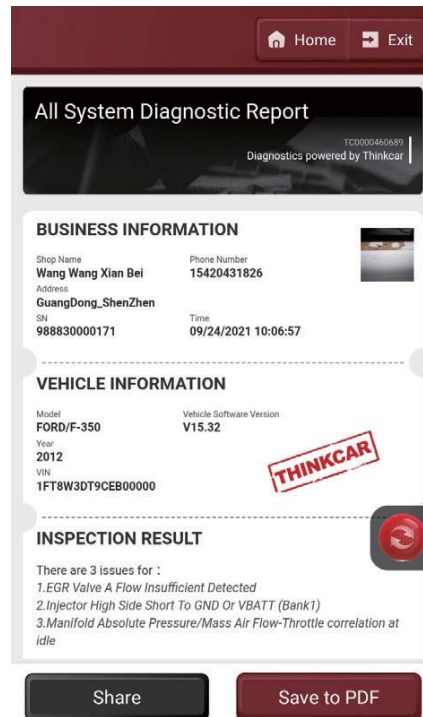 Home Exit
All System Diagnostic Report
TC0000460689
Diagnostics powered by Thinkcar
BUSINESS INFORMATION
Shop Name Phone Number
Wang Wang Xian Bei 15420431826
Address
GuangDong_ShenZhen
SN Time
988830000171 09/24/2021 10:06:57
VEHICLE INFORMATION
Model Vehicle Software Version
FORD/F-350 V15.32
Year
2012
VIN
1FT8W3DT9CEB00000
THINKCAR
INSPECTION RESULT
There are 3 issues for :
1.EGR Valve A Flow Insufficient Detected
2.Injector High Side Short To GND Or VBATT (Bank1)
3.Manifold Absolute Pressure/Mass Air Flow-Throttle correlation at
idle
Share Save to PDF